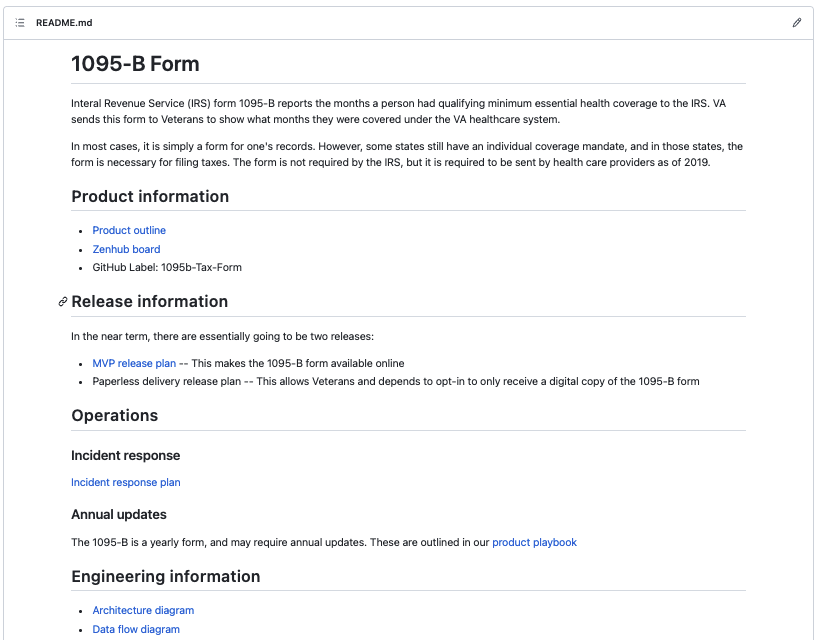 README.md
1095-B Form
Interal Revenue Service (IRS) form 1095-B reports the months a person had qualifying minimum essential health coverage to the IRS. VA
sends this form to Veterans to show what months they were covered under the VA healthcare system.
In most cases, it is simply a form for one's records. However, some states still have an individual coverage mandate, and in those states, the
form is necessary for filing taxes. The form is not required by the IRS, but it is required to be sent by health care providers as of 2019.
Product information
Product outline
Zenhub board
GitHub Label: 1095b-Tax-Form
Release information
In the near term, there are essentially going to be two releases:
MVP release plan -- This makes the 1095-B form available online
Paperless delivery release plan -- This allows Veterans and depends to opt-in to only receive a digital copy of the 1095-B form
Operations
Incident response
Incident response plan
Annual updates
The 1095-B is a yearly form, and may require annual updates. These are outlined in our product playbook
Engineering information
Architecture diagram
Data flow diagram